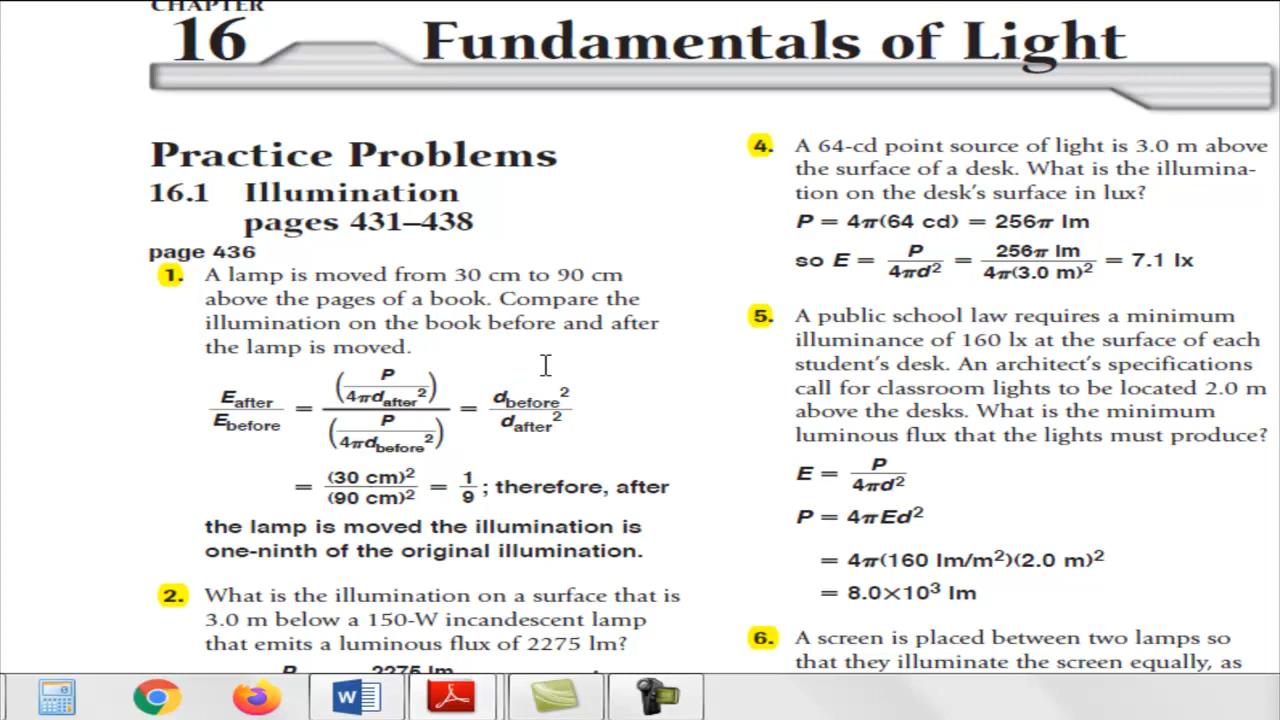 CHAPTER
16 Fundamentals of Light
Practice Problems
16.1 Illumination
pages 431–438
page 436
1. A lamp is moved from 30 cm to 90 cm
above the pages of a book. Compare the
illumination on the book before and after
the lamp is moved.
E_after / E_before = (P / 4πd_after²) / (P / 4πd_before²) = d_before² / d_after²
= (30 cm)² / (90 cm)² = 1/9 ; therefore, after
the lamp is moved the illumination is
one-ninth of the original illumination.
2. What is the illumination on a surface that is
3.0 m below a 150-W incandescent lamp
that emits a luminous flux of 2275 lm?
P 2275 lm
4. A 64-cd point source of light is 3.0 m above
the surface of a desk. What is the illumina-
tion on the desk's surface in lux?
P = 4π(64 cd) = 256π lm
so E = P / 4πd² = 256π lm / 4π(3.0 m)² = 7.1 lx
5. A public school law requires a minimum
illuminance of 160 lx at the surface of each
student's desk. An architect's specifications
call for classroom lights to be located 2.0 m
above the desks. What is the minimum
luminous flux that the lights must produce?
E = P / 4πd²
P = 4πEd²
= 4π(160 lm/m²)(2.0 m)²
= 8.0×10³ lm
6. A screen is placed between two lamps so
that they illuminate the screen equally, as
W